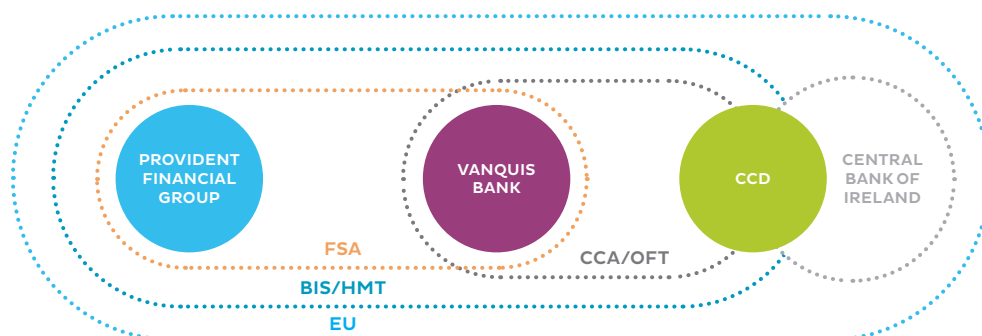 PROVIDENT
FINANCIAL
GROUP
VANQUIS
BANK
CCD
CENTRAL
BANK OF
IRELAND
FSA
CCA/OFT
BIS/HMT
EU